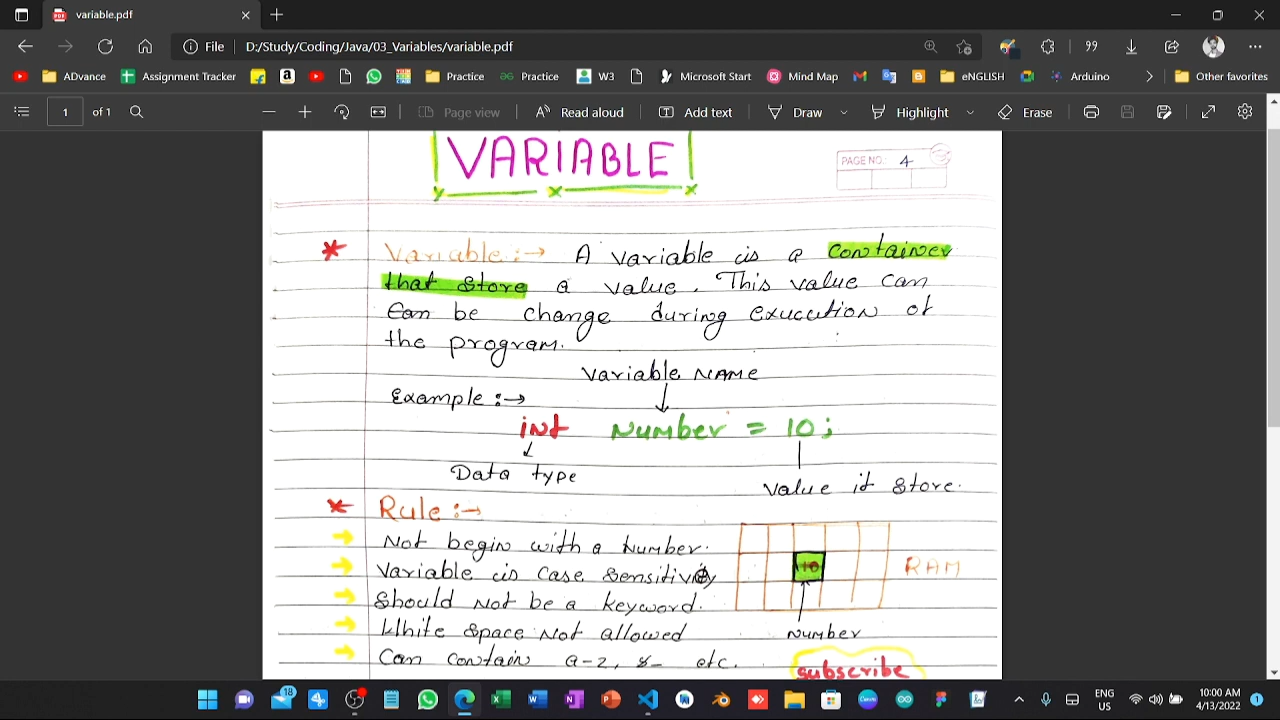 variable.pdf
File D:/Study/Coding/Java/03_Variables/variable.pdf
ADvance Assignment Tracker Practice Practice W3 Microsoft Start Mind Map eNGLISH Arduino Other favorites
1 of 1 Page view Read aloud Add text Draw Highlight Erase
VARIABLE
PAGE NO.: 4
* Variable :→ A variable is a container
that store a value. This value can
can be change during exucution of
the program.
Variable NAME
Example :→
int Number = 10;
Data type
Value it store.
* Rule :→
Not begin with a Number.
Variable is case sensitive
Should Not be a keyword.
RAM
10
White space Not allowed
Number
Can contain a-z, $- etc.
subscribe
18
ENG
US
10:00 AM
4/13/2022
1